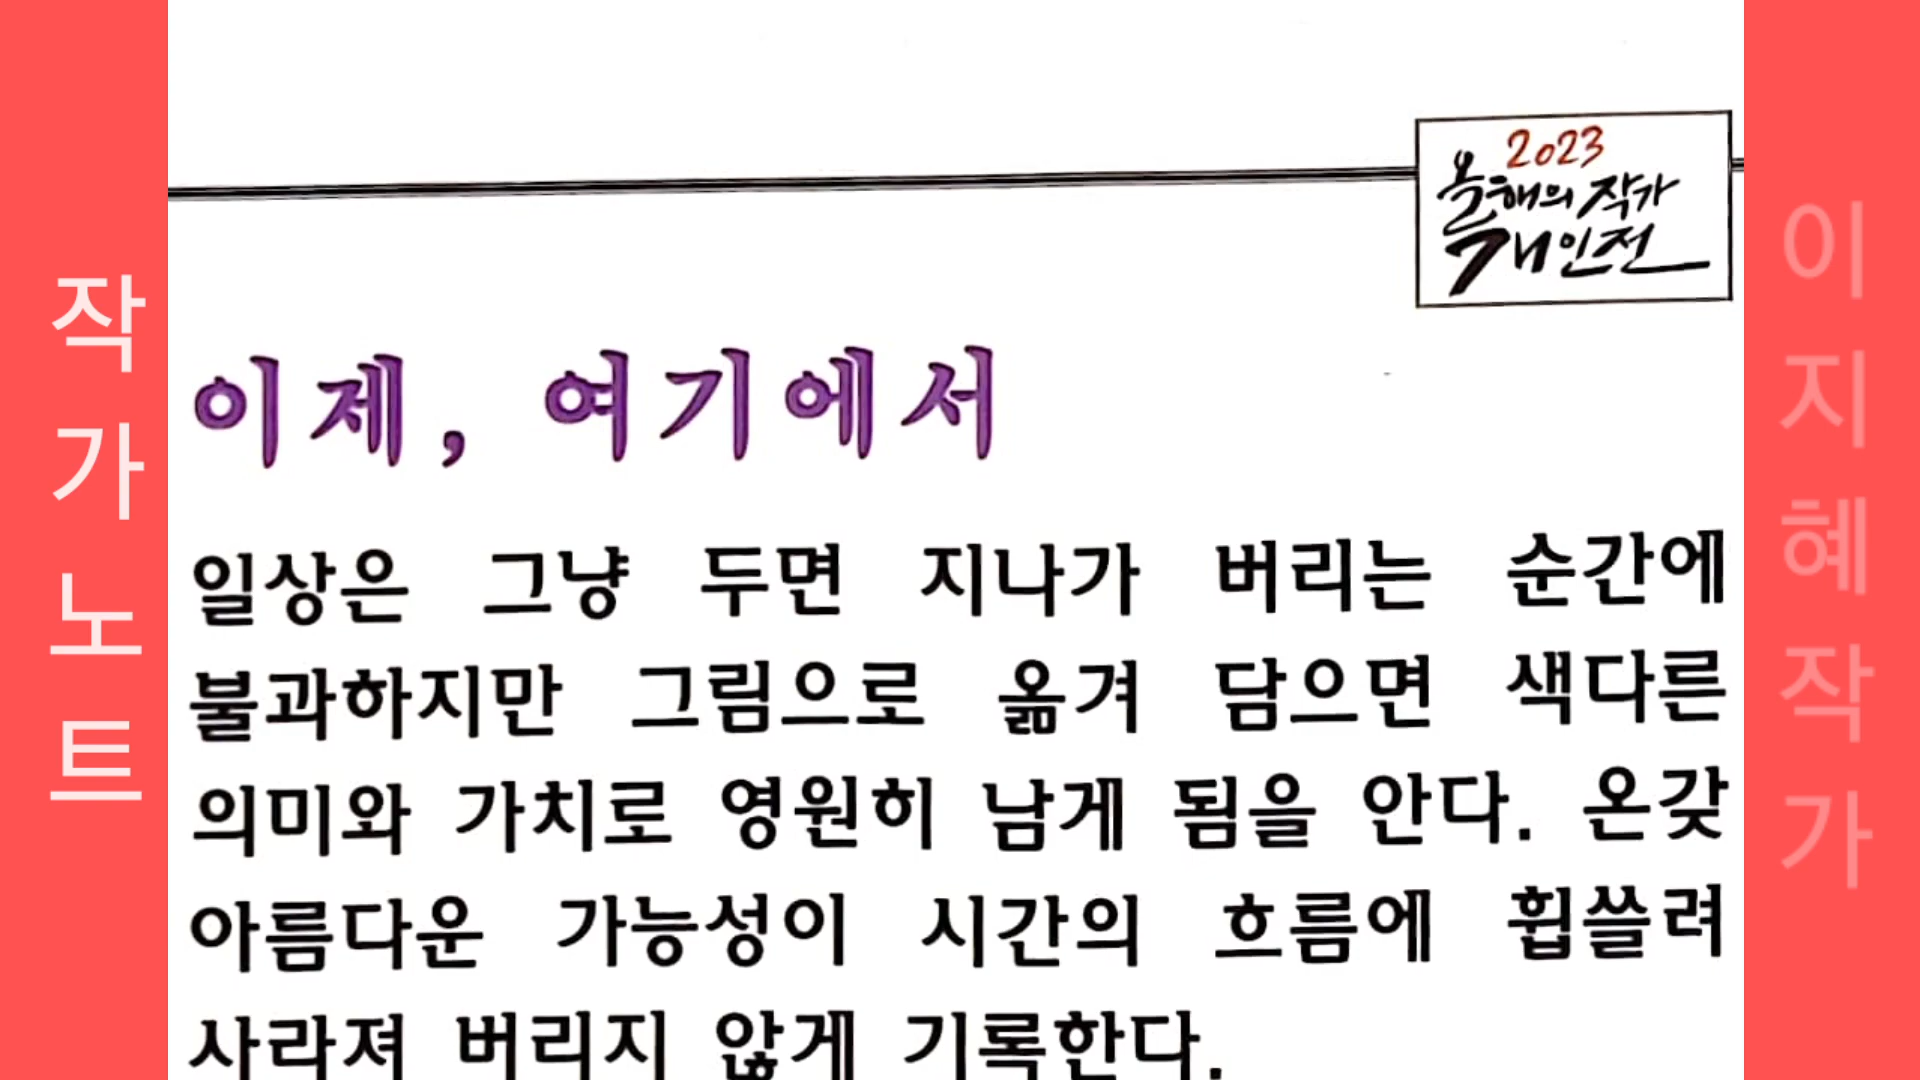 작가노트
2023
올해의 작가
개인전
이제, 여기에서
일상은 그냥 두면 지나가 버리는 순간에
불과하지만 그림으로 옮겨 담으면 색다른
의미와 가치로 영원히 남게 됨을 안다. 온갖
아름다운 가능성이 시간의 흐름에 휩쓸려
사라져 버리지 않게 기록한다.
이지혜작가